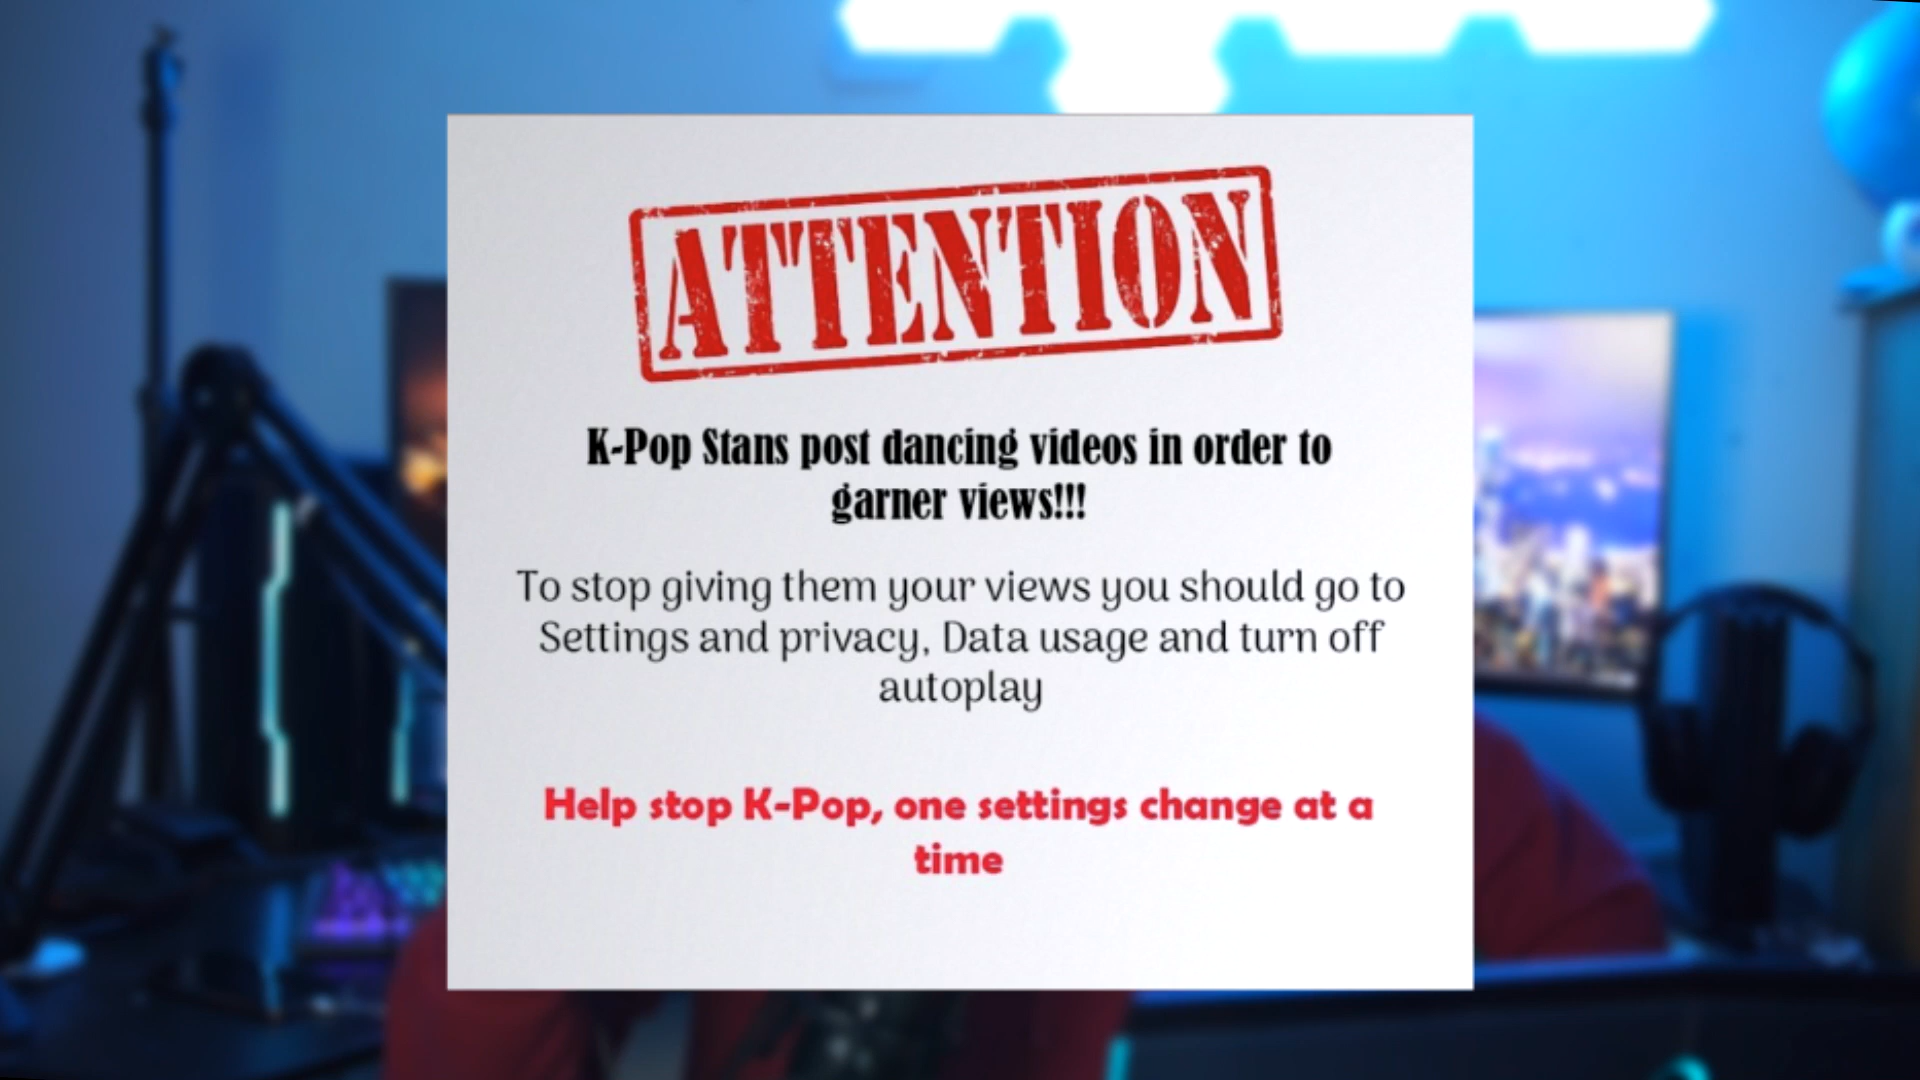 ATTENTION
K-Pop Stans post dancing videos in order to
garner views!!!
To stop giving them your views you should go to
Settings and privacy, Data usage and turn off
autoplay
Help stop K-Pop, one settings change at a
time